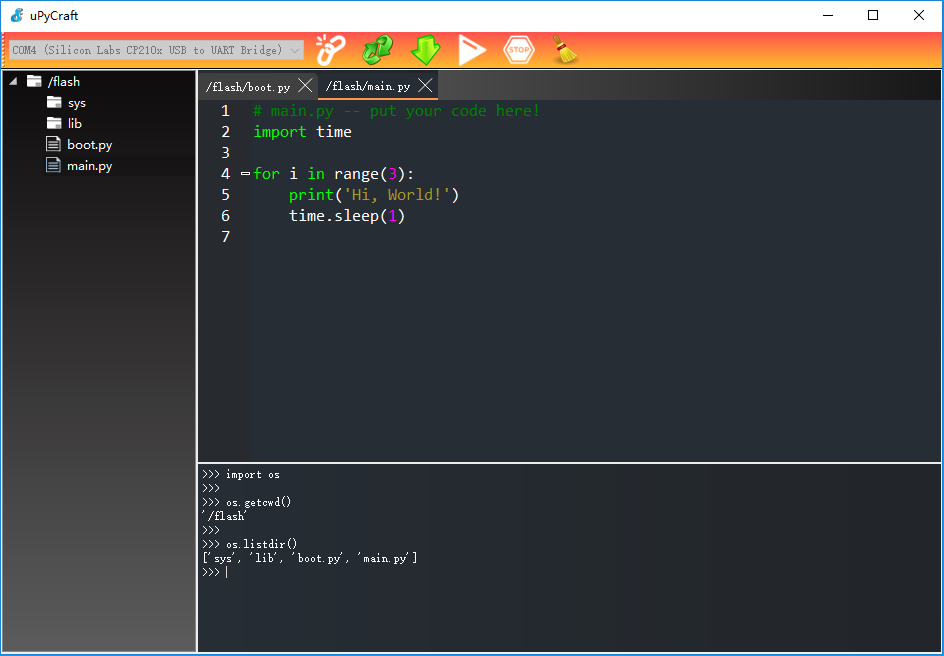 uPyCraft
COM4 (Silicon Labs CP210x USB to UART Bridge)
STOP
/flash
sys
lib
boot.py
main.py
/flash/boot.py
/flash/main.py
1 # main.py -- put your code here!
2 import time
3
4 for i in range(3):
5     print('Hi, World!')
6     time.sleep(1)
7
>>> import os
>>>
>>> os.getcwd()
'/flash'
>>>
>>> os.listdir()
['sys', 'lib', 'boot.py', 'main.py']
>>>